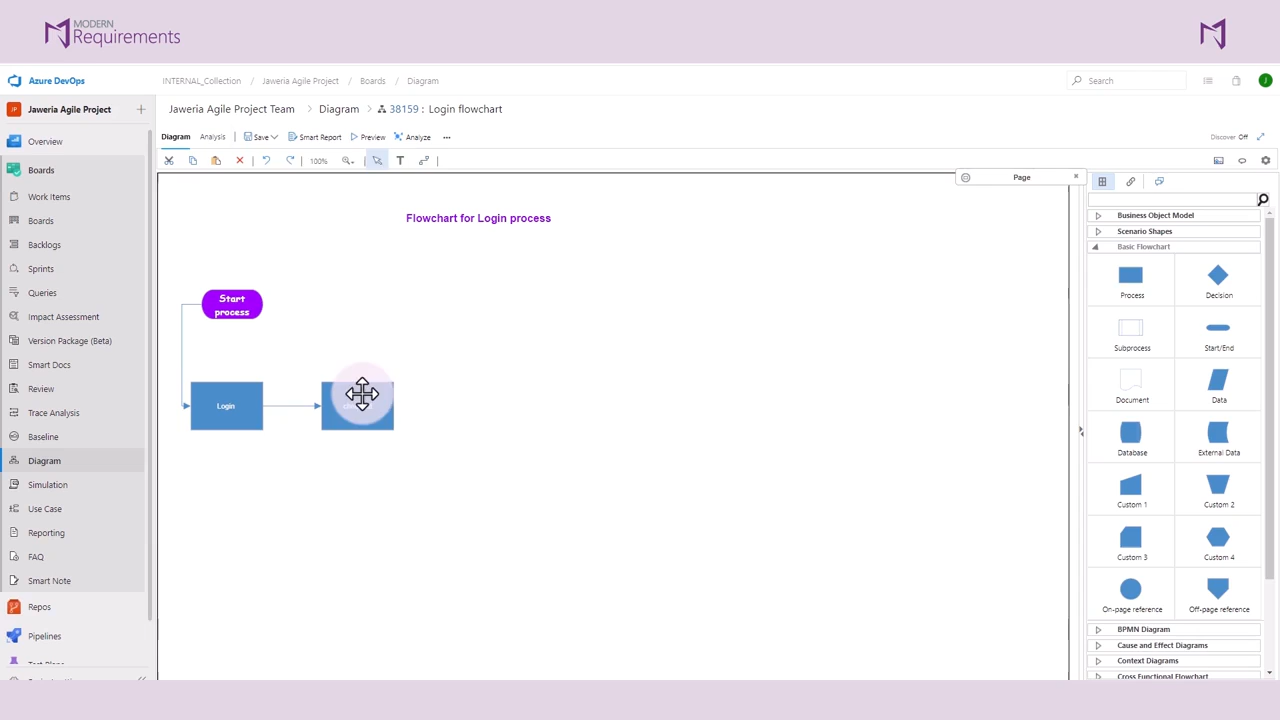 MODERN
Requirements
Azure DevOps
INTERNAL_Collection / Jaweria Agile Project / Boards / Diagram
Search
J
JP Jaweria Agile Project
Jaweria Agile Project Team > Diagram > 38159 : Login flowchart
Diagram Analysis Save Smart Report Preview Analyze ...
Discover Off
100%
T
Overview
Boards
Work Items
Boards
Backlogs
Sprints
Queries
Impact Assessment
Version Package (Beta)
Smart Docs
Review
Trace Analysis
Baseline
Diagram
Simulation
Use Case
Reporting
FAQ
Smart Note
Repos
Pipelines
Test Plans
Page
Flowchart for Login process
Start
process
Login
Business Object Model
Scenario Shapes
Basic Flowchart
Process Decision
Subprocess Start/End
Document Data
Database External Data
Custom 1 Custom 2
Custom 3 Custom 4
On-page reference Off-page reference
BPMN Diagram
Cause and Effect Diagrams
Context Diagrams
Cross Functional Flowchart